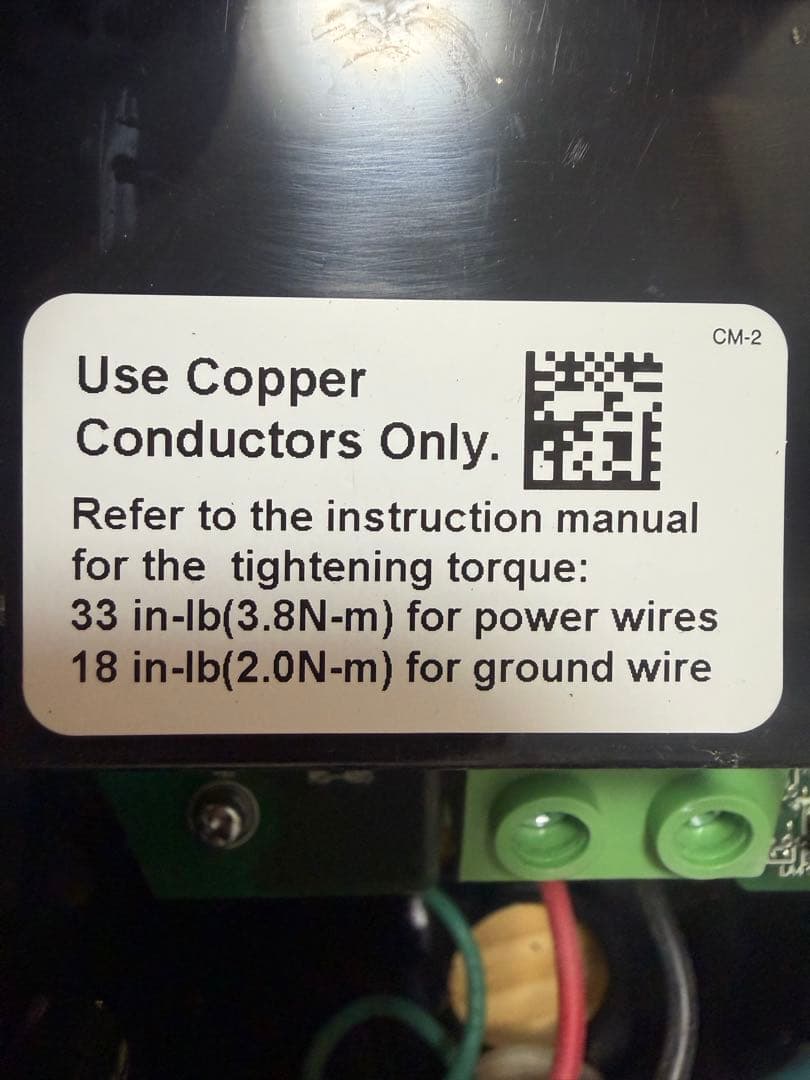 CM-2
Use Copper
Conductors Only.
Refer to the instruction manual
for the tightening torque:
33 in-lb(3.8N-m) for power wires
18 in-lb(2.0N-m) for ground wire